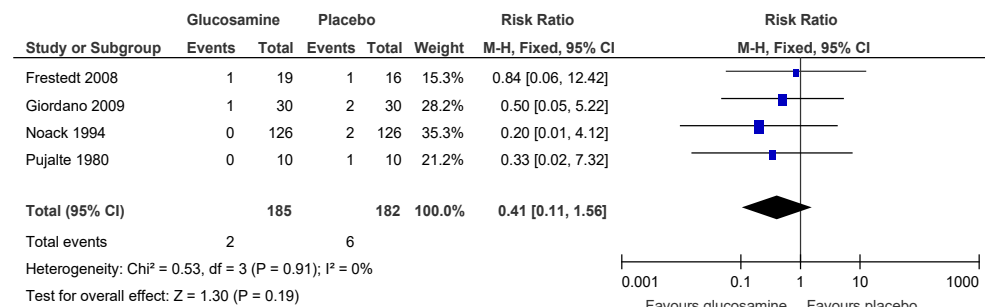 Glucosamine Placebo Risk Ratio Risk Ratio
Study or Subgroup Events Total Events Total Weight M-H, Fixed, 95% CI M-H, Fixed, 95% CI
Frestedt 2008 1 19 1 16 15.3% 0.84 [0.06, 12.42]
Giordano 2009 1 30 2 30 28.2% 0.50 [0.05, 5.22]
Noack 1994 0 126 2 126 35.3% 0.20 [0.01, 4.12]
Pujalte 1980 0 10 1 10 21.2% 0.33 [0.02, 7.32]
Total (95% CI) 185 182 100.0% 0.41 [0.11, 1.56]
Total events 2 6
Heterogeneity: Chi² = 0.53, df = 3 (P = 0.91); I² = 0%
Test for overall effect: Z = 1.30 (P = 0.19)
0.001 0.1 1 10 1000
Favours glucosamine Favours placebo